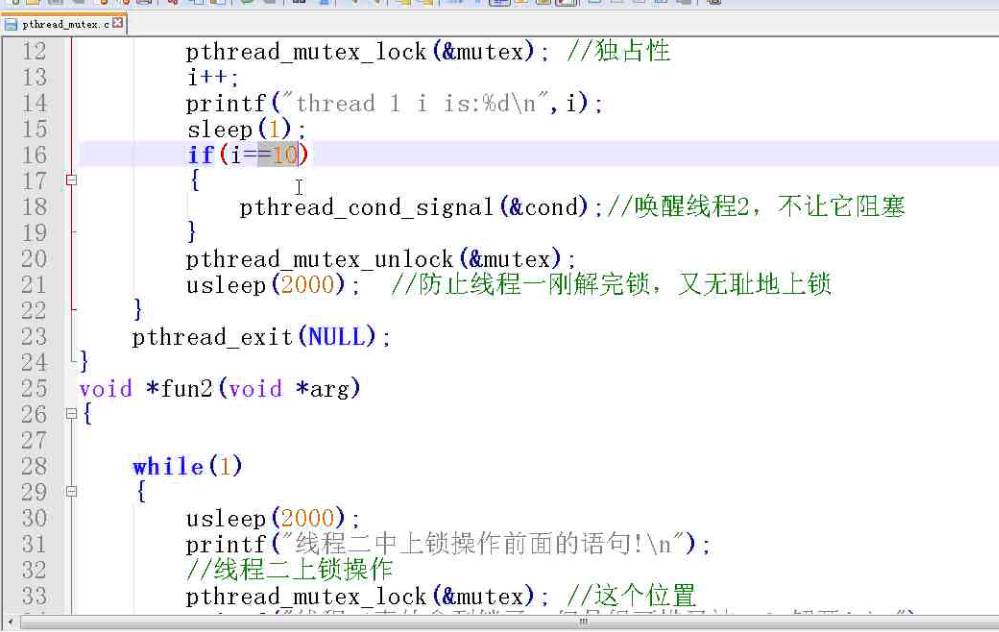 pthread_mutex.c
12 pthread_mutex_lock(&mutex); //独占性
13 i++;
14 printf("thread 1 i is:%d\n",i);
15 sleep(1);
16 if(i==10)
17 {
18 pthread_cond_signal(&cond);//唤醒线程2，不让它阻塞
19 }
20 pthread_mutex_unlock(&mutex);
21 usleep(2000); //防止线程一刚解完锁，又无耻地上锁
22 }
23 pthread_exit(NULL);
24 }
25 void *fun2(void *arg)
26 {
27
28 while(1)
29 {
30 usleep(2000);
31 printf("线程二中上锁操作前面的语句!\n");
32 //线程二上锁操作
33 pthread_mutex_lock(&mutex); //这个位置